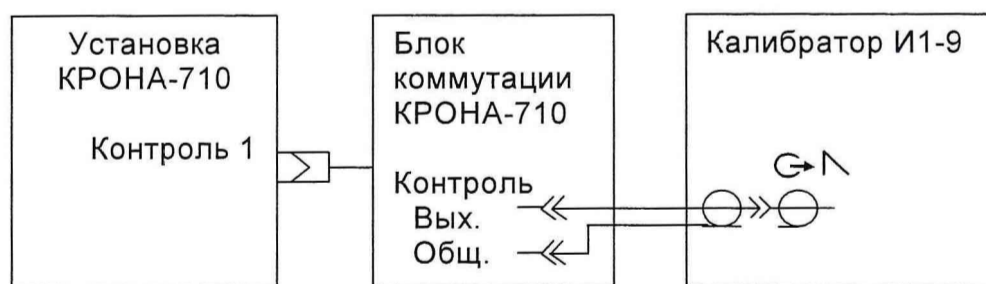 Установка
КРОНА-710
Контроль 1
Блок
коммутации
КРОНА-710
Контроль
Вых.
Общ.
Калибратор И1-9